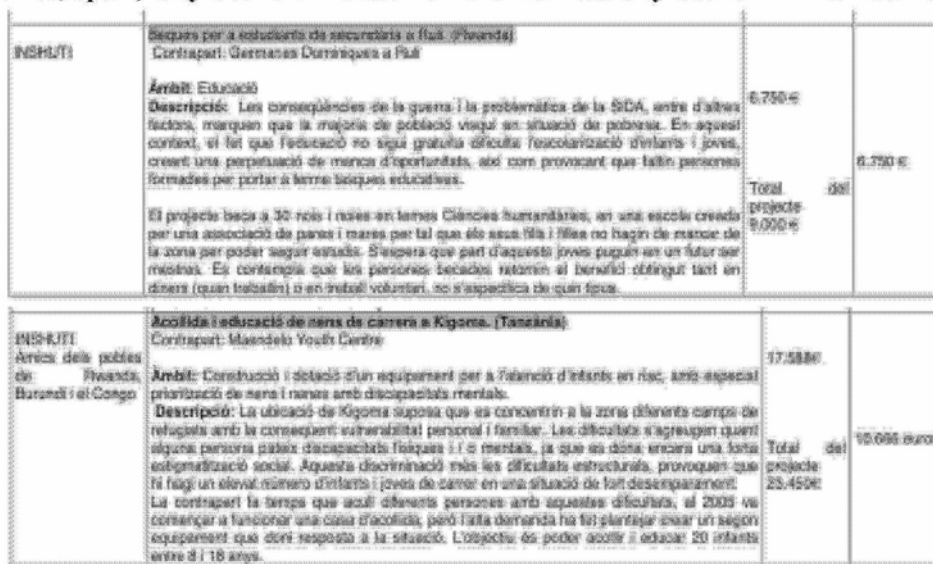 Beques per a estudiants de secundària a Ruli. (Rwanda)
INSHUTI
Contrapart: Germanes Dominiques a Ruli
Àmbit: Educació
6.750 €
Descripció: Les conseqüències de la guerra i la problemàtica de la SIDA, entre d'altres
factors, marquen que la majoria de població visqui en situació de pobresa. En aquest
context, el fet que l'educació no sigui gratuïta dificulta l'escolarització d'infants i joves,
creant una perpetuació de manca d'oportunitats, així com provocant que faltin persones
formades per portar a terme tasques educatives.
6.750 €
Total del
projecte
9.000 €
El projecte beca a 30 nois i noies en temes Ciències humanitàries, en una escola creada
per una associació de pares i mares per tal que els seus fills i filles no hagin de marxar de
la zona per poder seguir estudis. S'espera que part d'aquests joves puguin en un futur ser
mestres. Es contempla que les persones becades retornin el benefici obtingut tant en
diners (quan treballin) o en treball voluntari, no s'especifica de quin tipus.
Acollida i educació de nens de carrera a Kigoma. (Tanzània)
INSHUTI
Amics dels pobles
de Rwanda,
Burundi i el Congo
Contrapart: Maendeleo Youth Centre
17.588€
Àmbit: Construcció i dotació d'un equipament per a l'atenció d'infants en risc, amb especial
priorització de nens i nenes amb discapacitats mentals.
Descripció: La ubicació de Kigoma suposa que es concentrin a la zona diferents camps de
refugiats amb la conseqüent vulnerabilitat personal i familiar. Les dificultats s'agreugen quant
alguna persona pateix discapacitats físiques i / o mentals, ja que es dona encara una forta
estigmatització social. Aquesta discriminació més les dificultats estructurals, provoquen que
hi hagi un elevat número d'infants i joves de carrer en una situació de fort desemparament.
Total del
projecte
23.450€
10.666 euros
La contrapart fa temps que acull diferents persones amb aquestes dificultats, al 2005 va
començar a funcionar una casa d'acollida, però l'alta demanda ha fet plantejar crear un segon
equipament que doni resposta a la situació. L'objectiu és poder acollir i educar 20 infants
entre 8 i 18 anys.